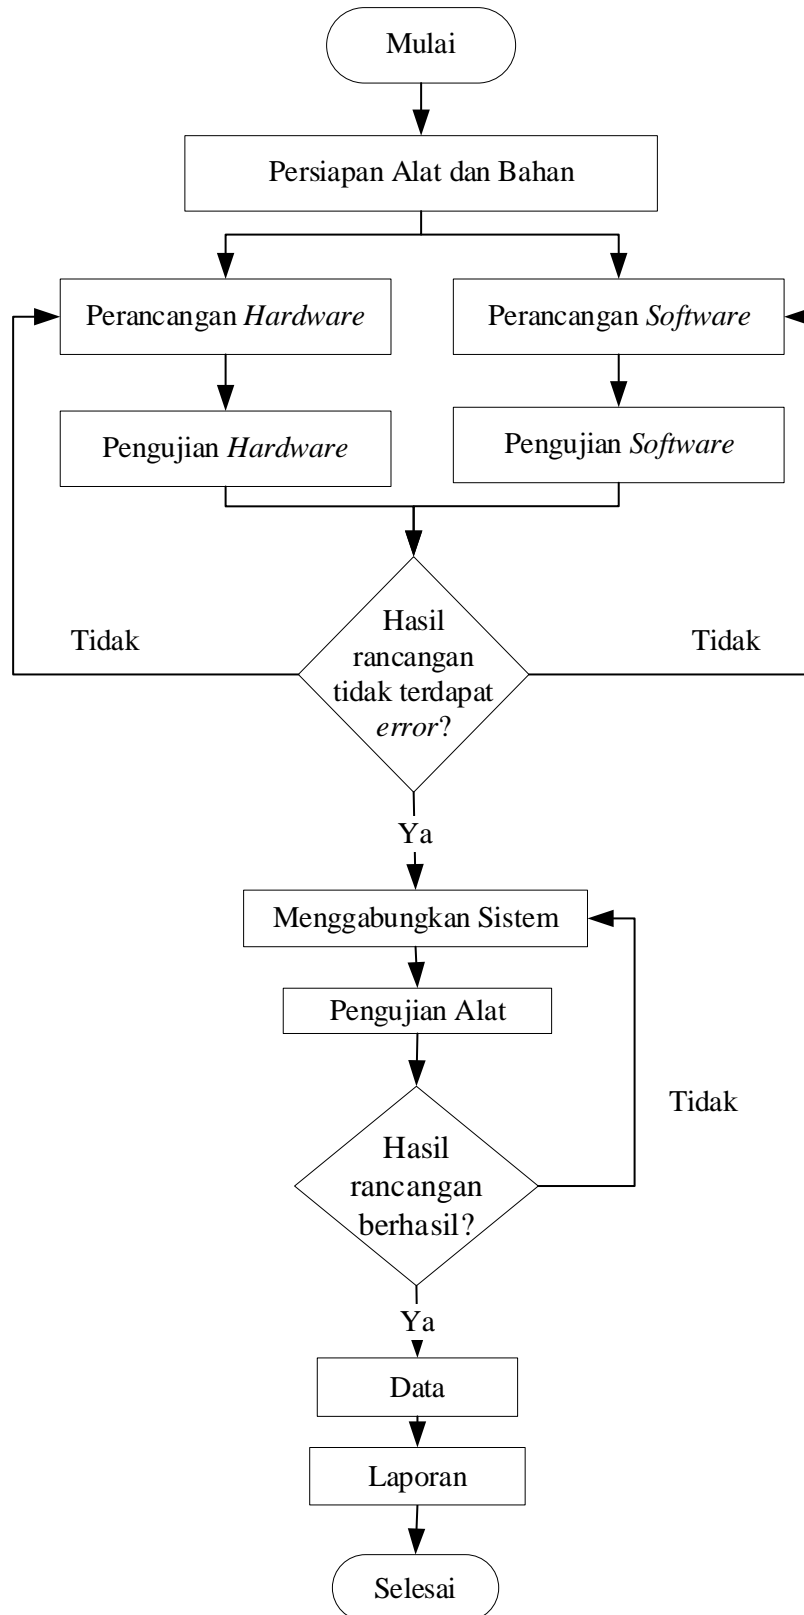 Mulai
Persiapan Alat dan Bahan
Perancangan Hardware
Perancangan Software
Pengujian Hardware
Pengujian Software
Hasil
rancangan
tidak terdapat
error?
Tidak
Tidak
Ya
Menggabungkan Sistem
Pengujian Alat
Hasil
rancangan
berhasil?
Tidak
Ya
Data
Laporan
Selesai